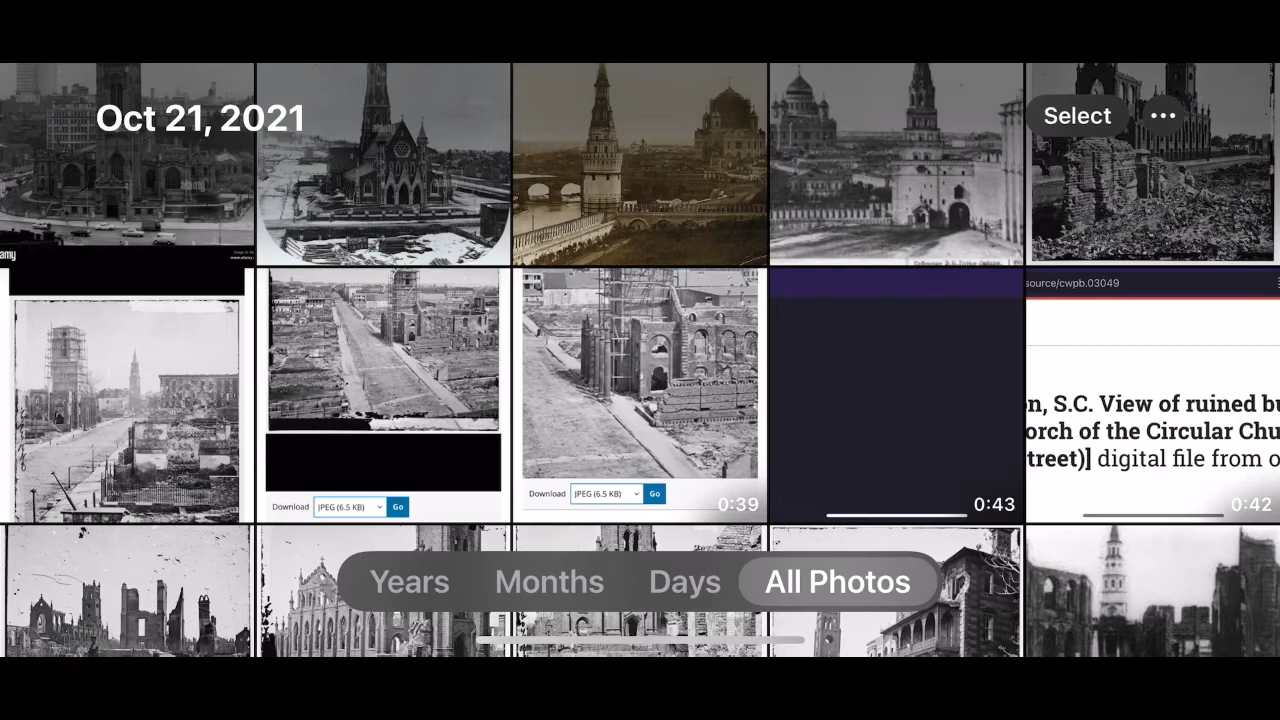 Oct 21, 2021
Select
amy
source/cwpb.03049
n, S.C. View of ruined bu
orch of the Circular Chu
treet)] digital file from o
Download JPEG (6.5 KB) Go
Download JPEG (6.5 KB) Go
0:39
0:43
0:42
Years Months Days All Photos